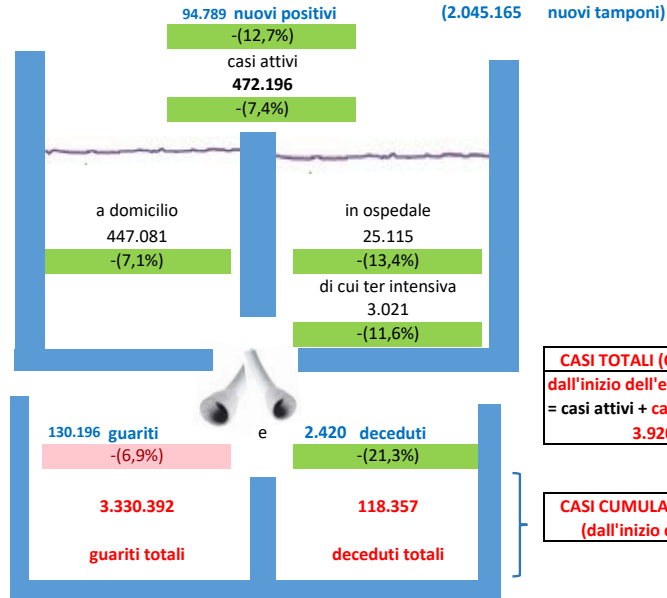 94.789 nuovi positivi (2.045.165 nuovi tamponi)
-(12,7%)
casi attivi
472.196
-(7,4%)
a domicilio
447.081
-(7,1%)
in ospedale
25.115
-(13,4%)
di cui ter intensiva
3.021
-(11,6%)
CASI TOTALI (
dall'inizio dell'e
= casi attivi + ca
3.920
130.196 guariti e 2.420 deceduti
-(6,9%)
-(21,3%)
3.330.392
118.357
guariti totali
deceduti totali
CASI CUMULA
(dall'inizio